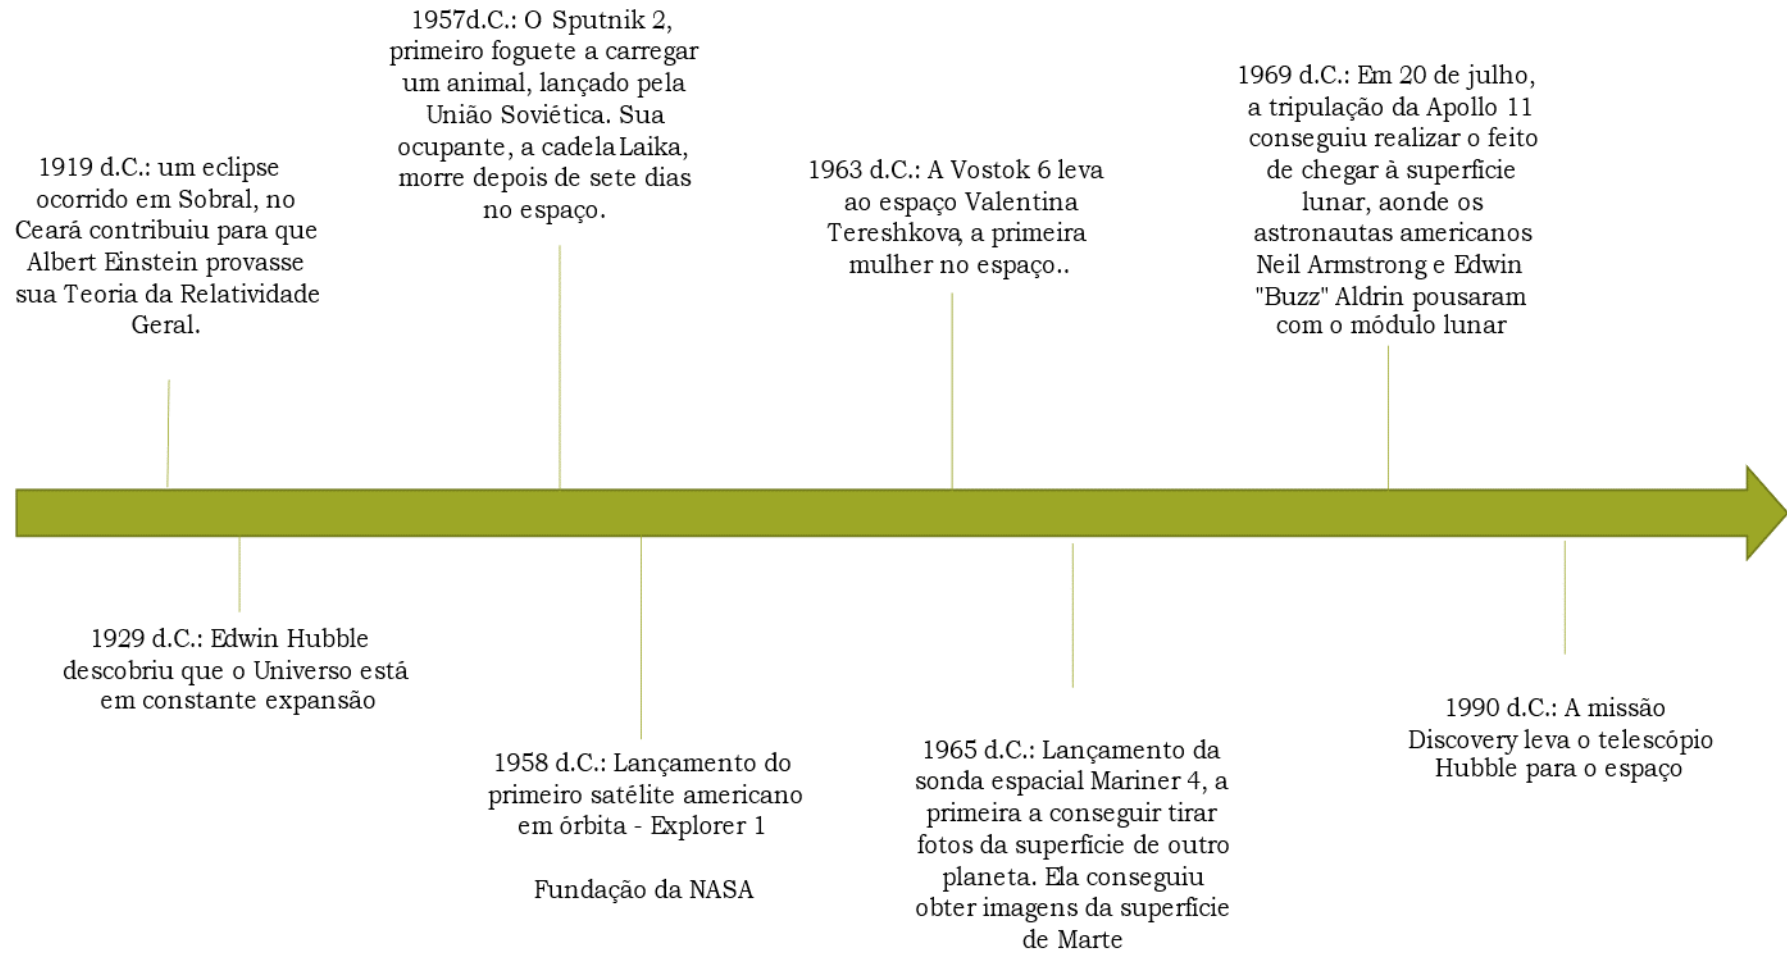 1919 d.C.: um eclipse
ocorrido em Sobral, no
Ceará contribuiu para que
Albert Einstein provasse
sua Teoria da Relatividade
Geral.
1957d.C.: O Sputnik 2,
primeiro foguete a carregar
um animal, lançado pela
União Soviética. Sua
ocupante, a cadela Laika,
morre depois de sete dias
no espaço.
1963 d.C.: A Vostok 6 leva
ao espaço Valentina
Tereshkova, a primeira
mulher no espaço..
1969 d.C.: Em 20 de julho,
a tripulação da Apollo 11
conseguiu realizar o feito
de chegar à superfície
lunar, aonde os
astronautas americanos
Neil Armstrong e Edwin
"Buzz" Aldrin pousaram
com o módulo lunar
1929 d.C.: Edwin Hubble
descobriu que o Universo está
em constante expansão
1958 d.C.: Lançamento do
primeiro satélite americano
em órbita - Explorer 1
Fundação da NASA
1965 d.C.: Lançamento da
sonda espacial Mariner 4, a
primeira a conseguir tirar
fotos da superfície de outro
planeta. Ela conseguiu
obter imagens da superfície
de Marte
1990 d.C.: A missão
Discovery leva o telescópio
Hubble para o espaço